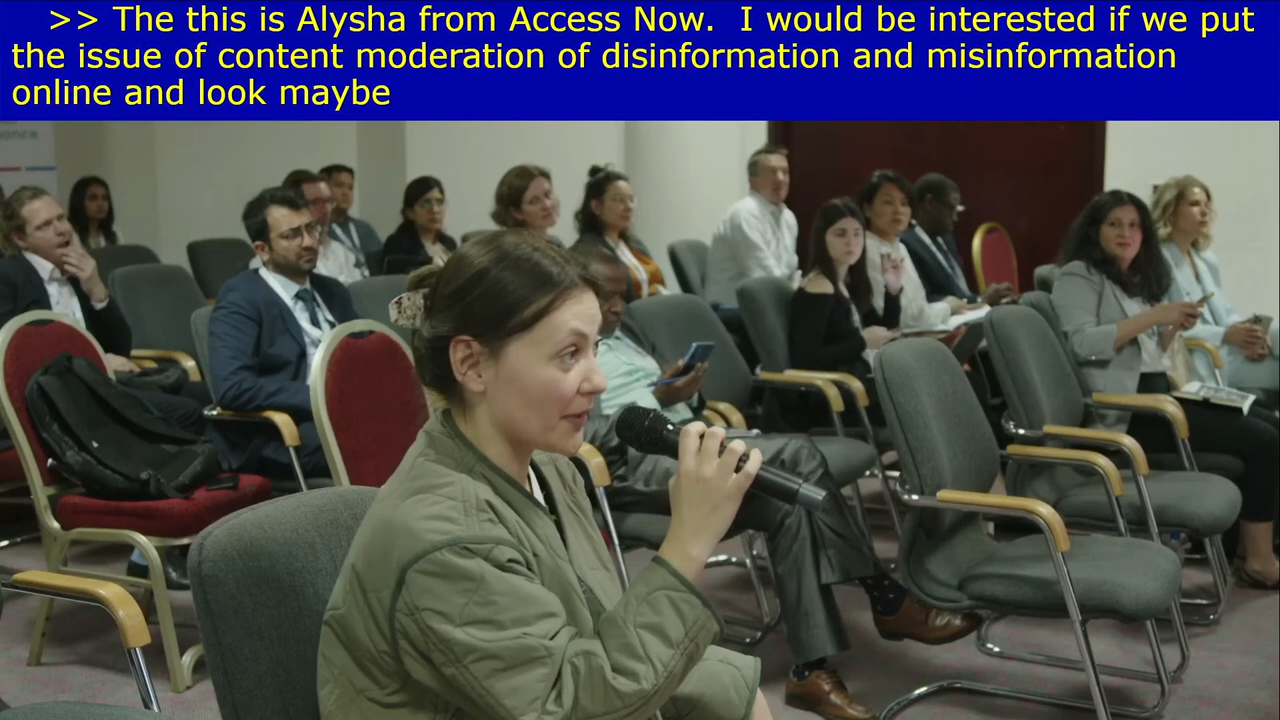 >> The this is Alysha from Access Now.  I would be interested if we put
the issue of content moderation of disinformation and misinformation
online and look maybe